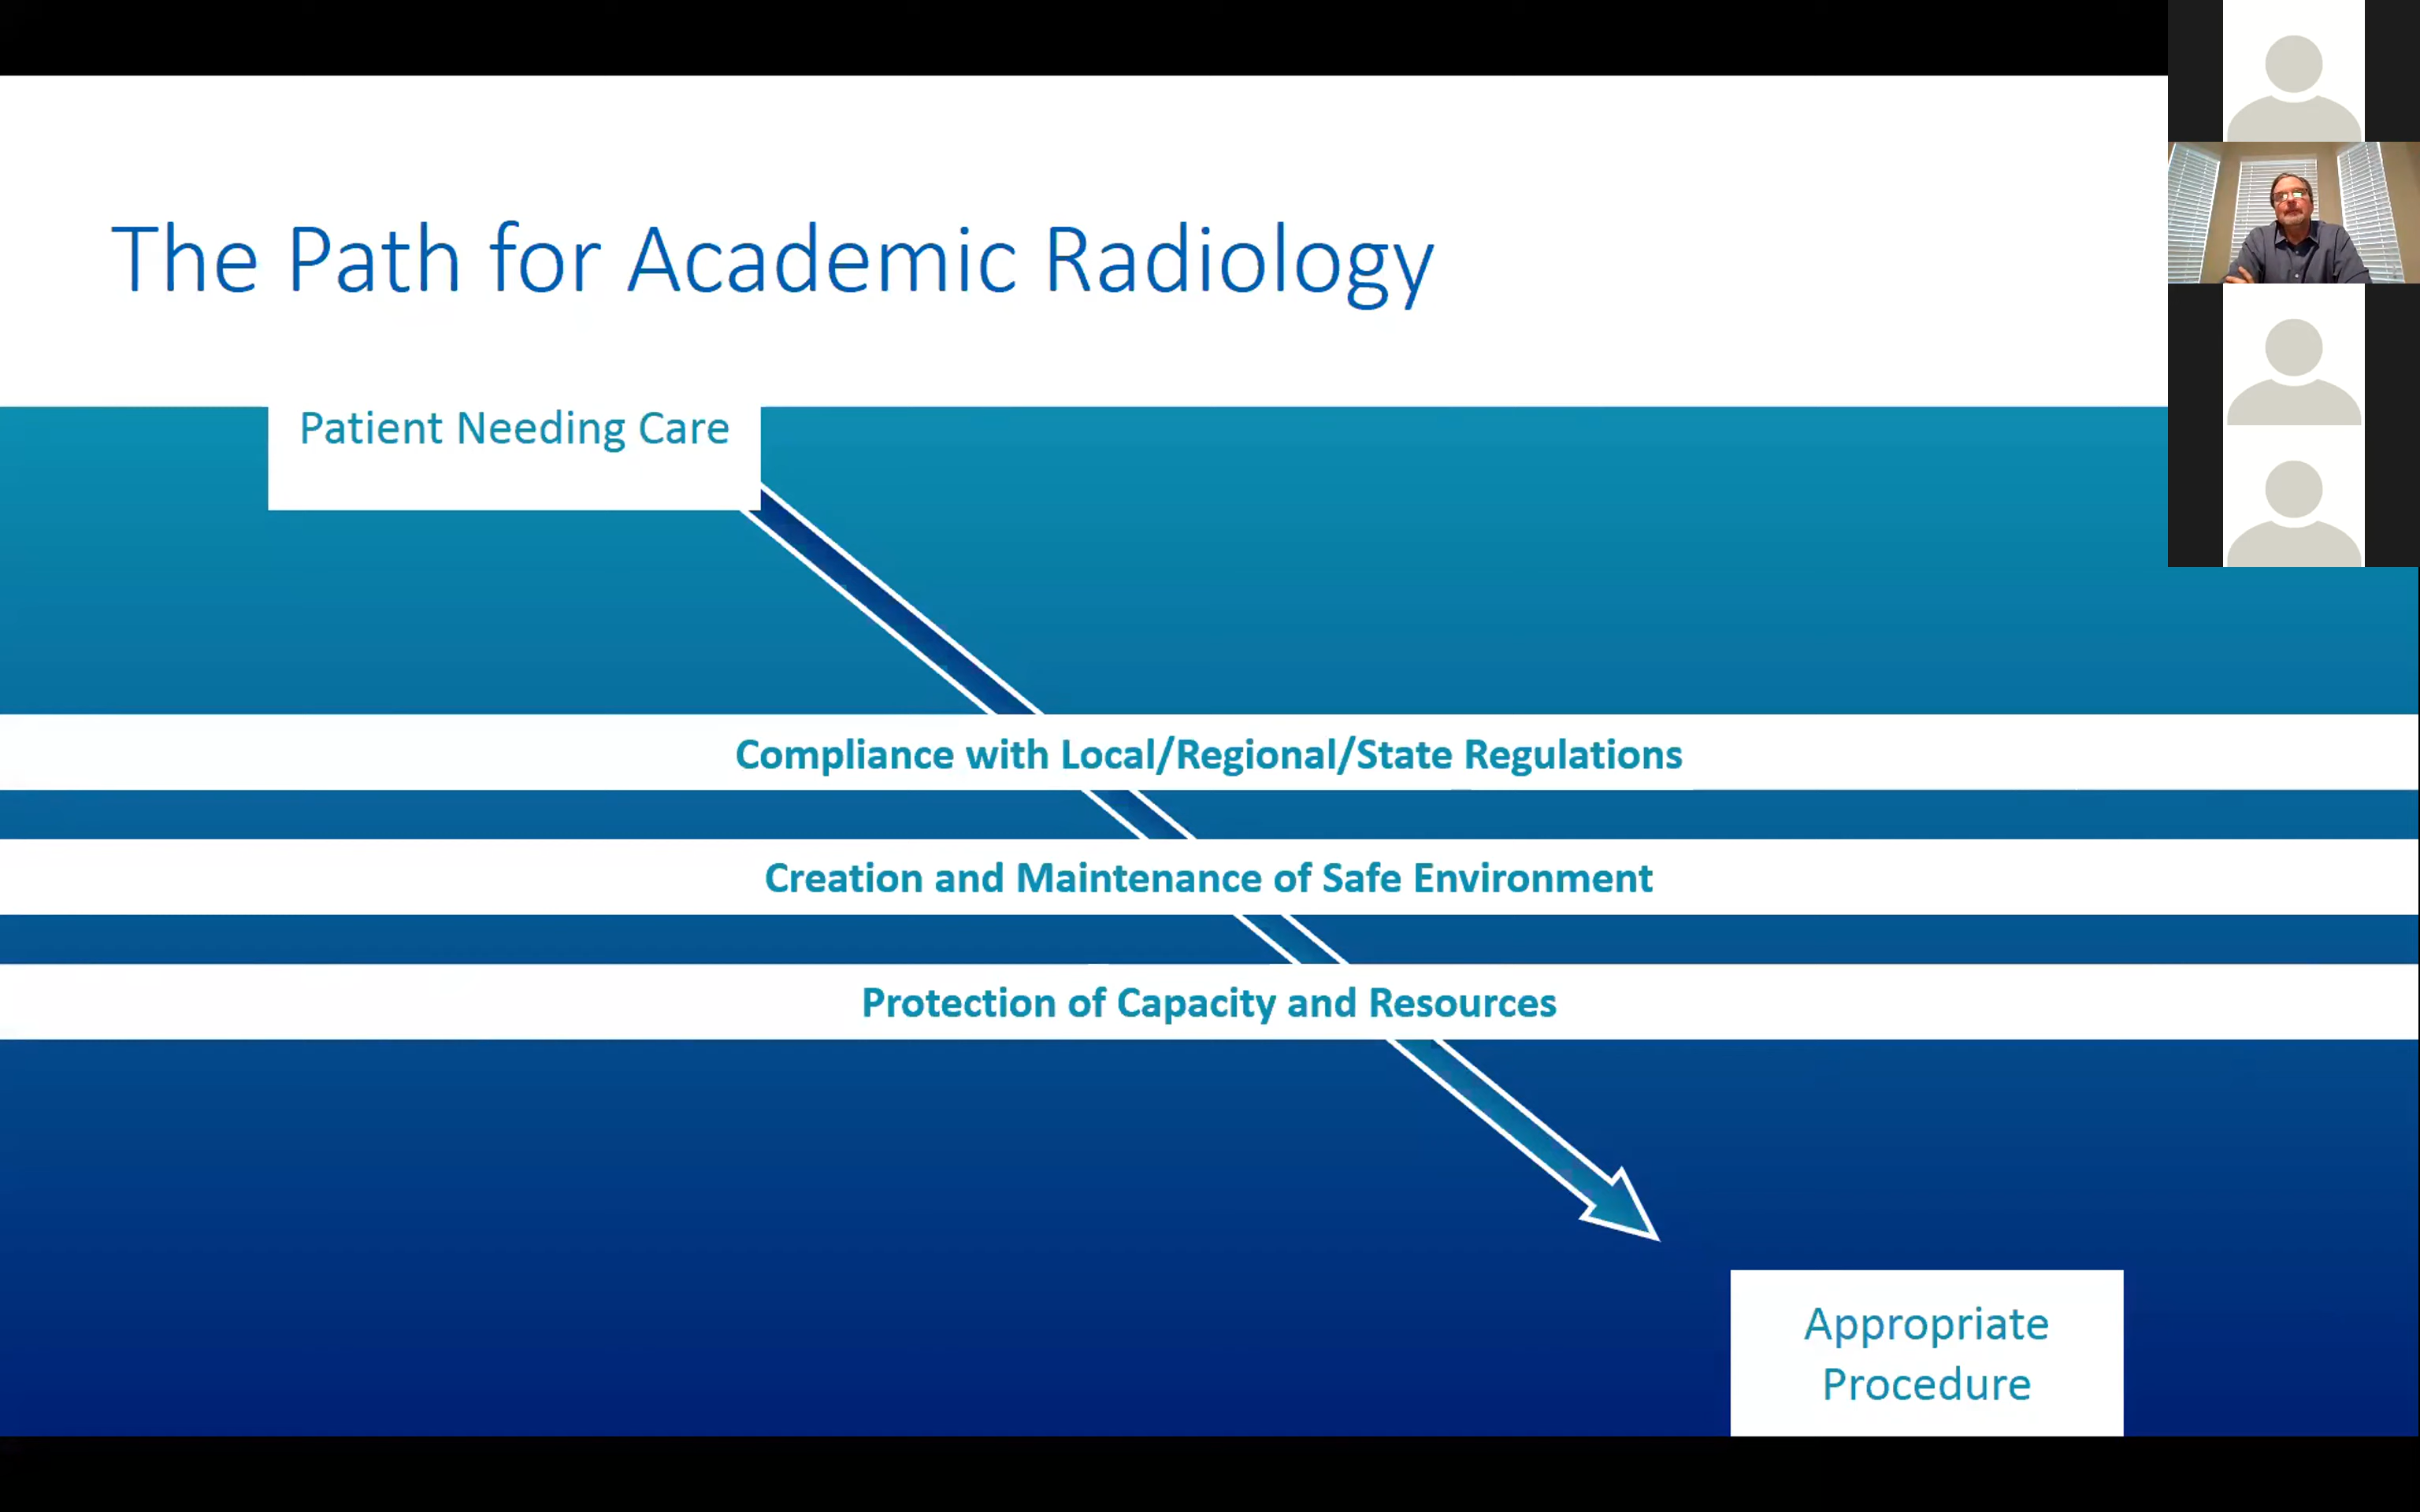 The Path for Academic Radiology
Patient Needing Care
Compliance with Local/Regional/State Regulations
Creation and Maintenance of Safe Environment
Protection of Capacity and Resources
Appropriate
Procedure